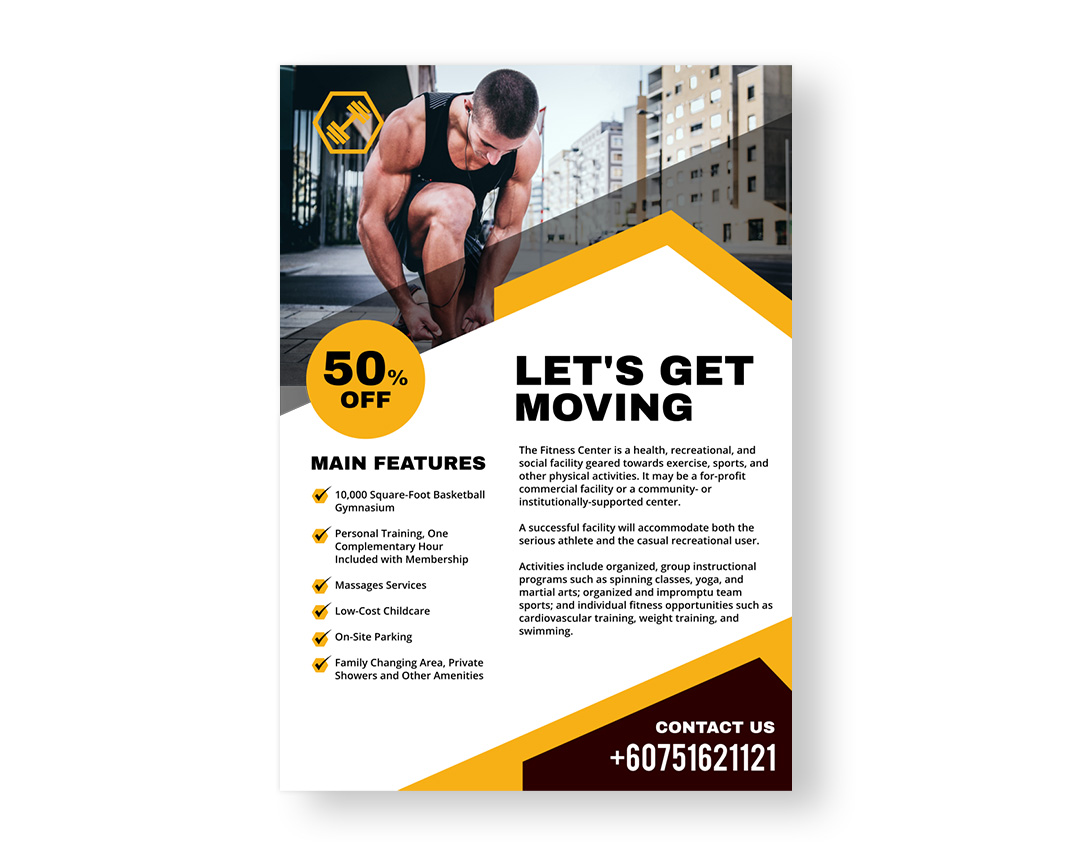 50%
OFF
LET'S GET
MOVING
MAIN FEATURES
10,000 Square-Foot Basketball
Gymnasium
Personal Training, One
Complementary Hour
Included with Membership
Massages Services
Low-Cost Childcare
On-Site Parking
Family Changing Area, Private
Showers and Other Amenities
The Fitness Center is a health, recreational, and
social facility geared towards exercise, sports, and
other physical activities. It may be a for-profit
commercial facility or a community- or
institutionally-supported center.
A successful facility will accommodate both the
serious athlete and the casual recreational user.
Activities include organized, group instructional
programs such as spinning classes, yoga, and
martial arts; organized and impromptu team
sports; and individual fitness opportunities such as
cardiovascular training, weight training, and
swimming.
CONTACT US
+60751621121